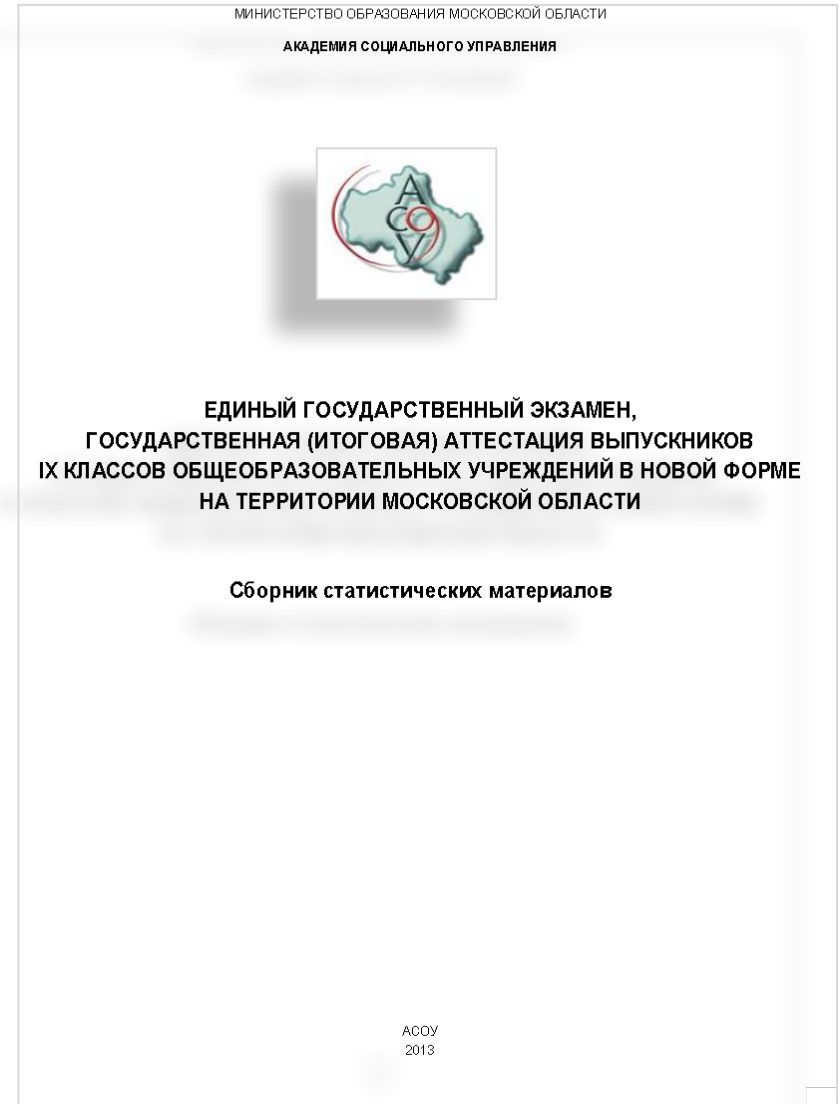 МИНИСТЕРСТВО ОБРАЗОВАНИЯ МОСКОВСКОЙ ОБЛАСТИ
АКАДЕМИЯ СОЦИАЛЬНОГО УПРАВЛЕНИЯ
АСОУ
ЕДИНЫЙ ГОСУДАРСТВЕННЫЙ ЭКЗАМЕН,
ГОСУДАРСТВЕННАЯ (ИТОГОВАЯ) АТТЕСТАЦИЯ ВЫПУСКНИКОВ
IX КЛАССОВ ОБЩЕОБРАЗОВАТЕЛЬНЫХ УЧРЕЖДЕНИЙ В НОВОЙ ФОРМЕ
НА ТЕРРИТОРИИ МОСКОВСКОЙ ОБЛАСТИ
Сборник статистических материалов
АСОУ
2013